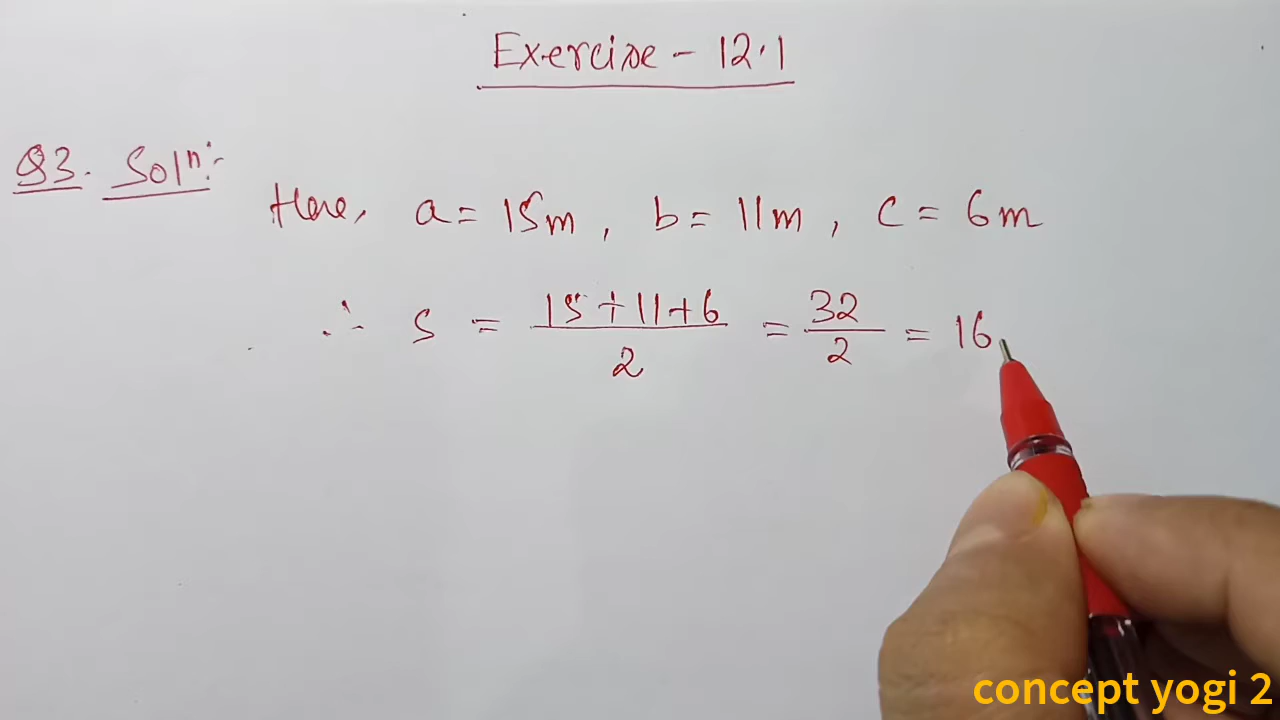 Exercise - 12.1
Q3. Solⁿ:-
Here, a = 15m, b = 11m, c = 6m
∴ s = (15+11+6)/2 = 32/2 = 16
concept yogi 2